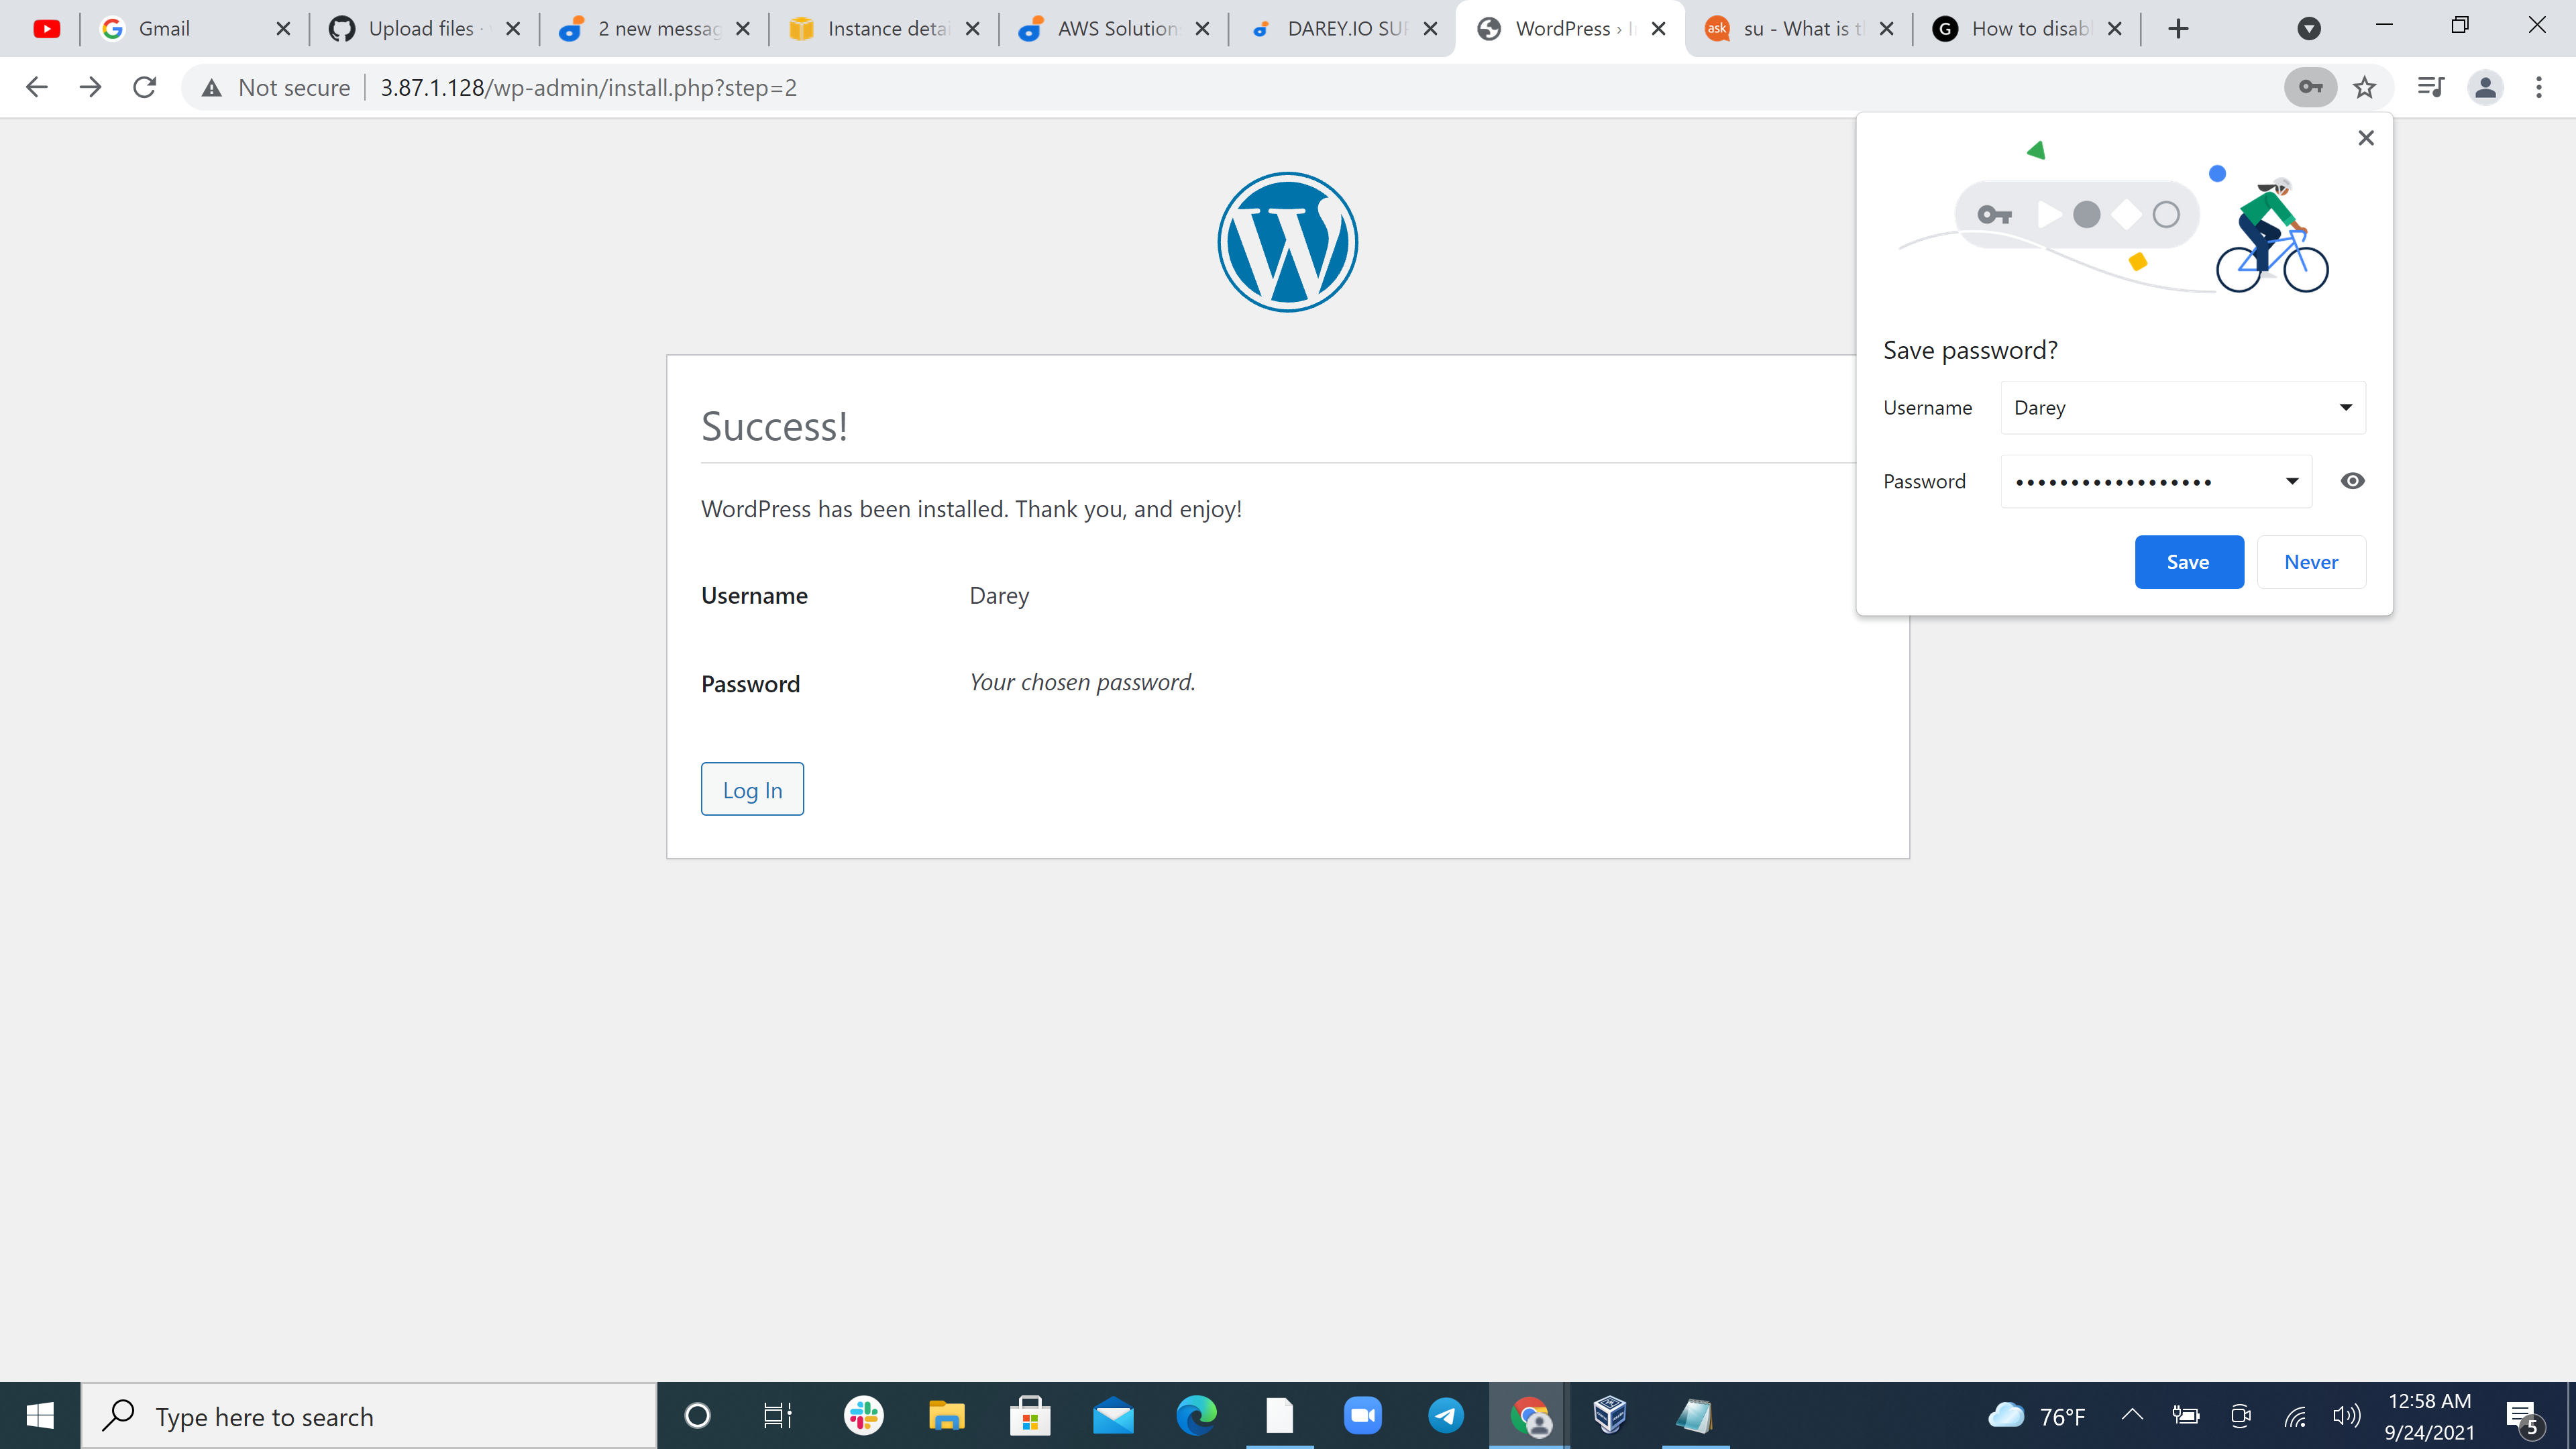 Gmail
Upload files ·
2 new messag
Instance detai
AWS Solution
DAREY.IO SUP
WordPress › I
su - What is t
How to disab
Not secure
3.87.1.128/wp-admin/install.php?step=2
Save password?
Username
Darey
Password
••••••••••••••••••
Save
Never
Success!
WordPress has been installed. Thank you, and enjoy!
Username Darey
Password Your chosen password.
Log In
Type here to search
76°F
12:58 AM
9/24/2021
5